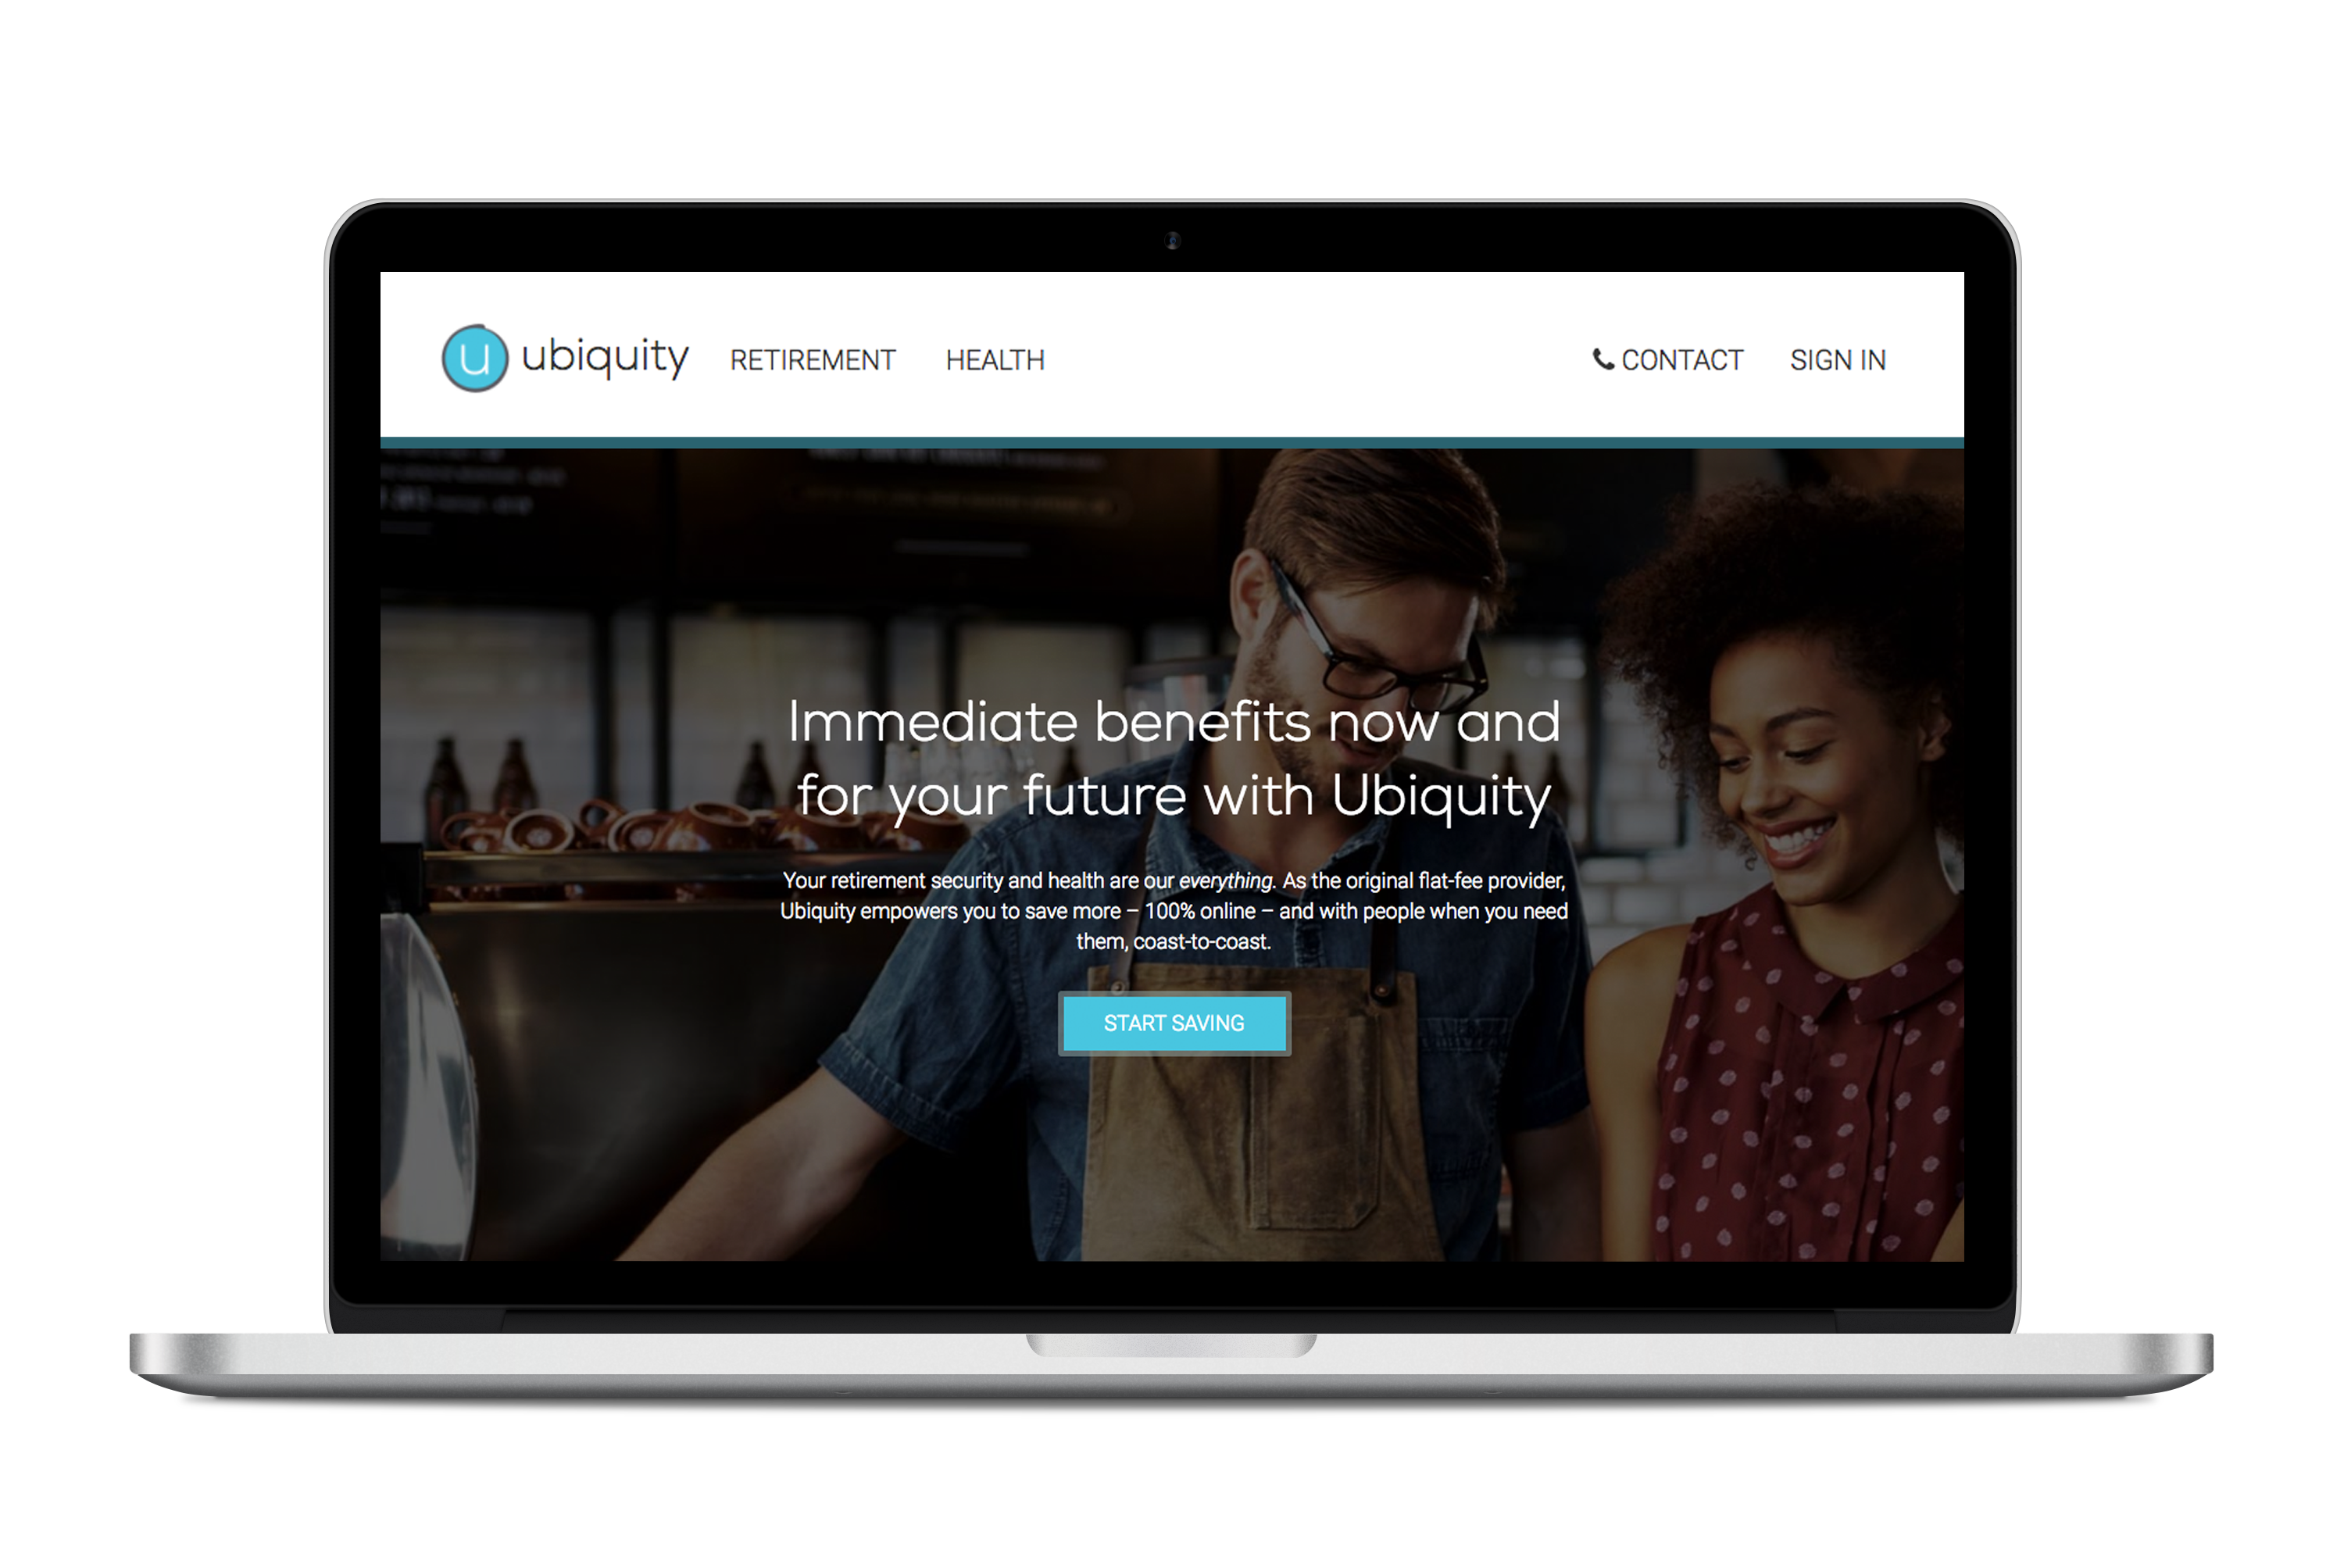 u ubiquity RETIREMENT HEALTH CONTACT SIGN IN
Immediate benefits now and
for your future with Ubiquity
Your retirement security and health are our everything. As the original flat-fee provider,
Ubiquity empowers you to save more – 100% online – and with people when you need
them, coast-to-coast.
START SAVING